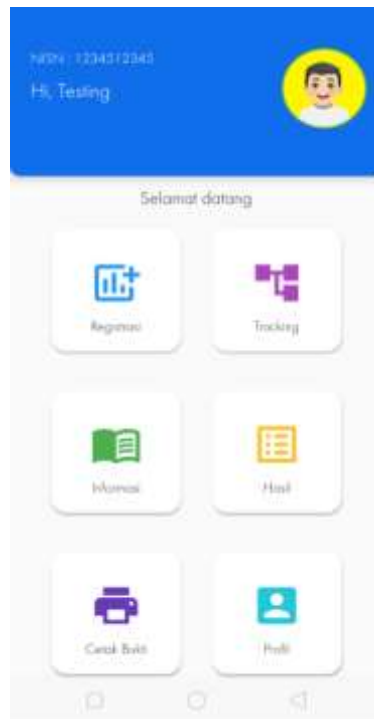 NISN : 1234512345
Hi, Testing
Selamat datang
Registrasi
Tracking
Informasi
Hasil
Cetak Bukti
Profil